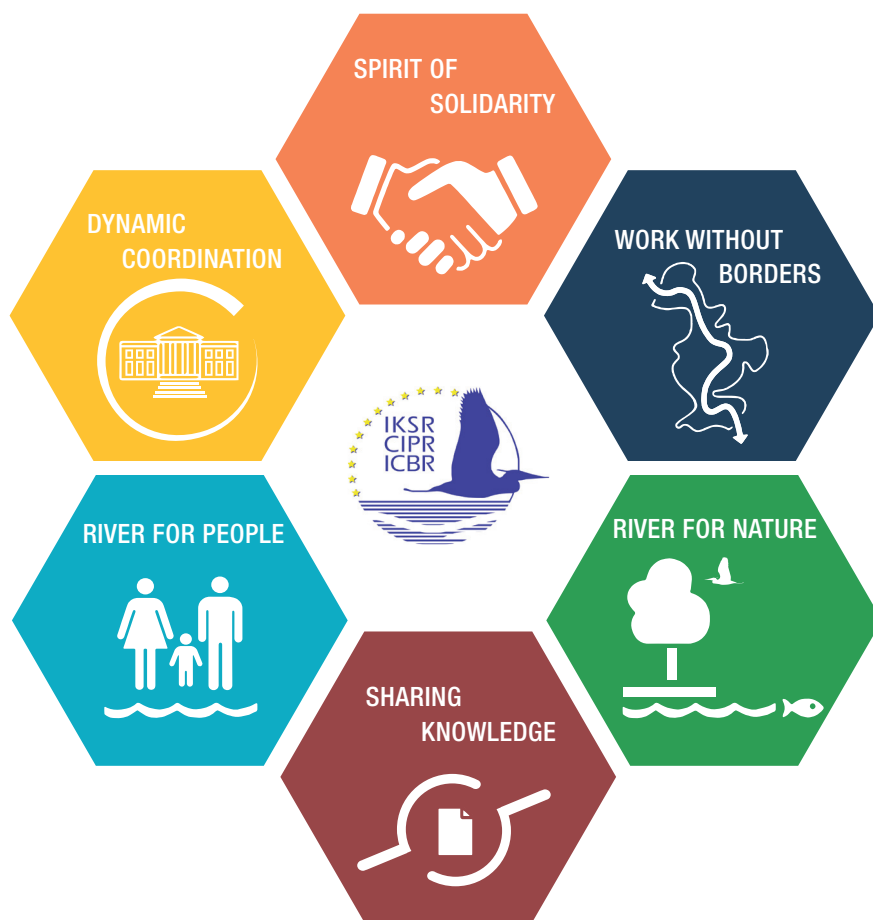 SPIRIT OF
SOLIDARITY
DYNAMIC
COORDINATION
WORK WITHOUT
BORDERS
IKSR
CIPR
ICBR
RIVER FOR PEOPLE
RIVER FOR NATURE
SHARING
KNOWLEDGE